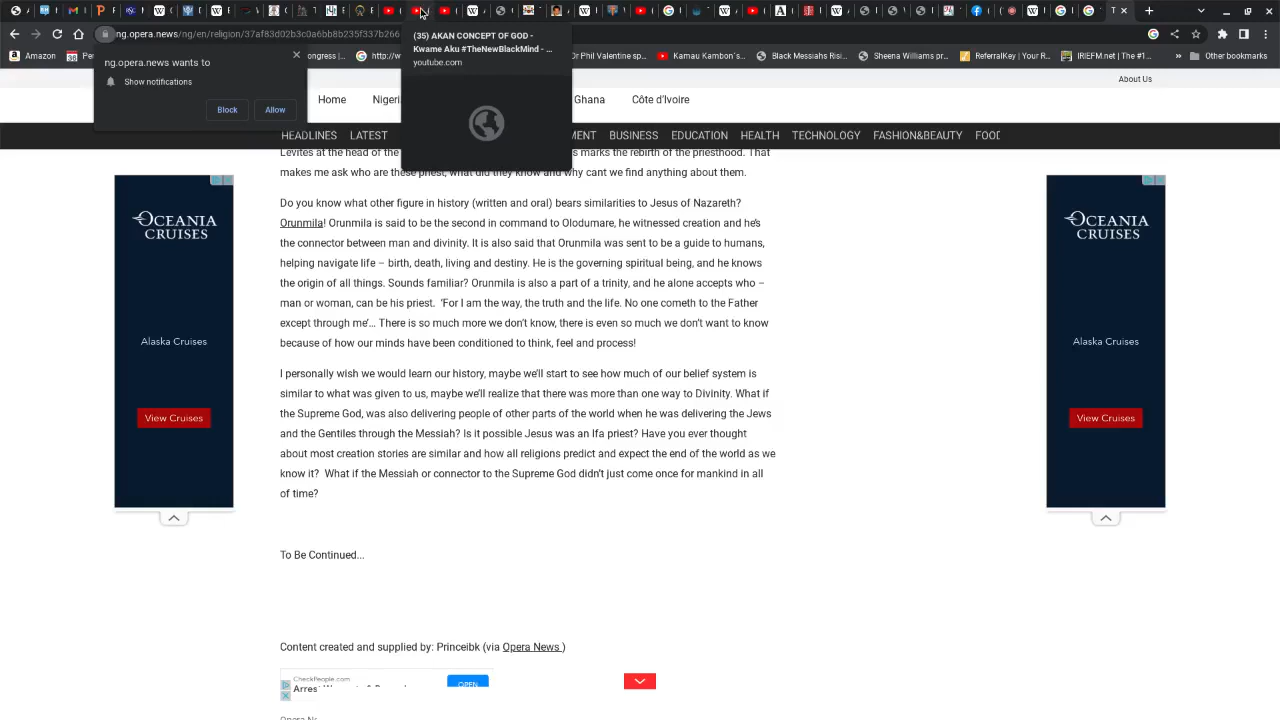 (35) AKAN CONCEPT OF GOD -
Kwame Aku #TheNewBlackMind - ...
youtube.com
ng.opera.news/ng/en/religion/37af83d02b3c0a6bb8b235f337b266
Amazon
http://w
Dr Phil Valentine sp...
Kamau Kambon's ...
Black Messiahs Risi...
Sheena Williams on...
ReferralKey | Your R...
IRIEFM.net | The #1...
Other bookmarks
ng.opera.news wants to
Show notifications
Block
Allow
About Us
Home
Ghana
Côte d'Ivoire
HEADLINES
LATEST
BUSINESS
EDUCATION
HEALTH
TECHNOLOGY
FASHION&BEAUTY
Levites at the head of the
s marks the rebirth of the priesthood. That
makes me ask who are these priest, what did they know and why cant we find anything about them.
Do you know what other figure in history (written and oral) bears similarities to Jesus of Nazareth?
Orunmila! Orunmila is said to be the second in command to Olodumare, he witnessed creation and he's
the connector between man and divinity. It is also said that Orunmila was sent to be a guide to humans,
helping navigate life – birth, death, living and destiny. He is the governing spiritual being, and he knows
the origin of all things. Sounds familiar? Orunmila is also a part of a trinity, and he alone accepts who –
man or woman, can be his priest.  'For I am the way, the truth and the life. No one cometh to the Father
except through me'... There is so much more we don't know, there is even so much we don't want to know
because of how our minds have been conditioned to think, feel and process!
I personally wish we would learn our history, maybe we'll start to see how much of our belief system is
similar to what was given to us, maybe we'll realize that there was more than one way to Divinity. What if
the Supreme God, was also delivering people of other parts of the world when he was delivering the Jews
and the Gentiles through the Messiah? Is it possible Jesus was an Ifa priest? Have you ever thought
about most creation stories are similar and how all religions predict and expect the end of the world as we
know it?  What if the Messiah or connector to the Supreme God didn't just come once for mankind in all
of time?
To Be Continued...
Content created and supplied by: Princeibk (via Opera News )
OCEANIA
CRUISES
Alaska Cruises
View Cruises
OCEANIA
CRUISES
Alaska Cruises
View Cruises
CheckPeople.com
OPEN